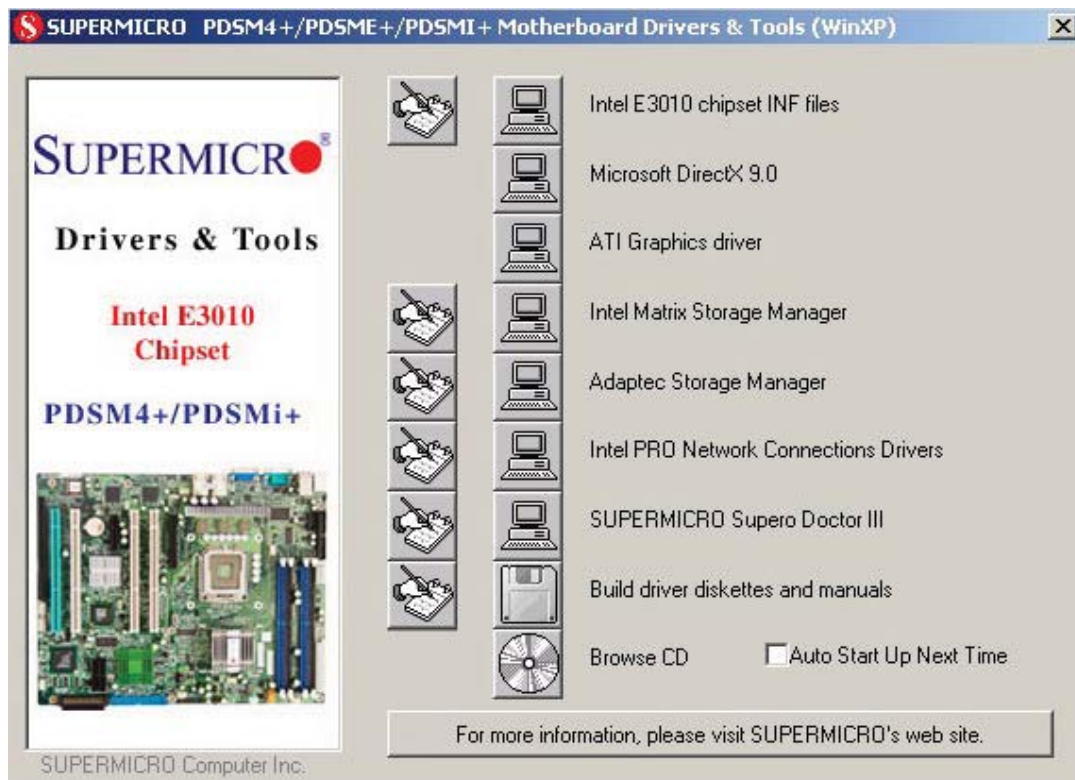 SUPERMICRO PDSM4+/PDSME+/PDSMI+ Motherboard Drivers & Tools (WinXP)
SUPERMICRO®
Drivers & Tools
Intel E3010
Chipset
PDSM4+/PDSMi+
SUPERMICRO Computer Inc.
Intel E3010 chipset INF files
Microsoft DirectX 9.0
ATI Graphics driver
Intel Matrix Storage Manager
Adaptec Storage Manager
Intel PRO Network Connections Drivers
SUPERMICRO Supero Doctor III
Build driver diskettes and manuals
Browse CD Auto Start Up Next Time
For more information, please visit SUPERMICRO's web site.